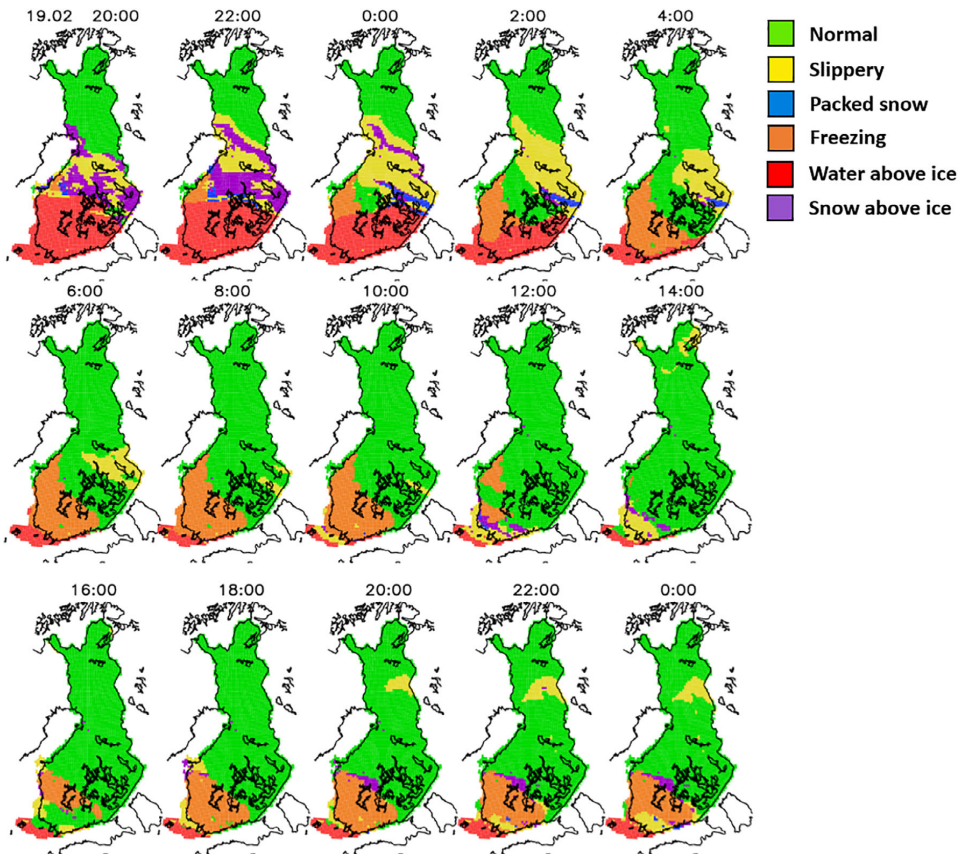 19.02 20:00 22:00 0:00 2:00 4:00
Normal
Slippery
Packed snow
Freezing
Water above ice
Snow above ice
6:00 8:00 10:00 12:00 14:00
16:00 18:00 20:00 22:00 0:00